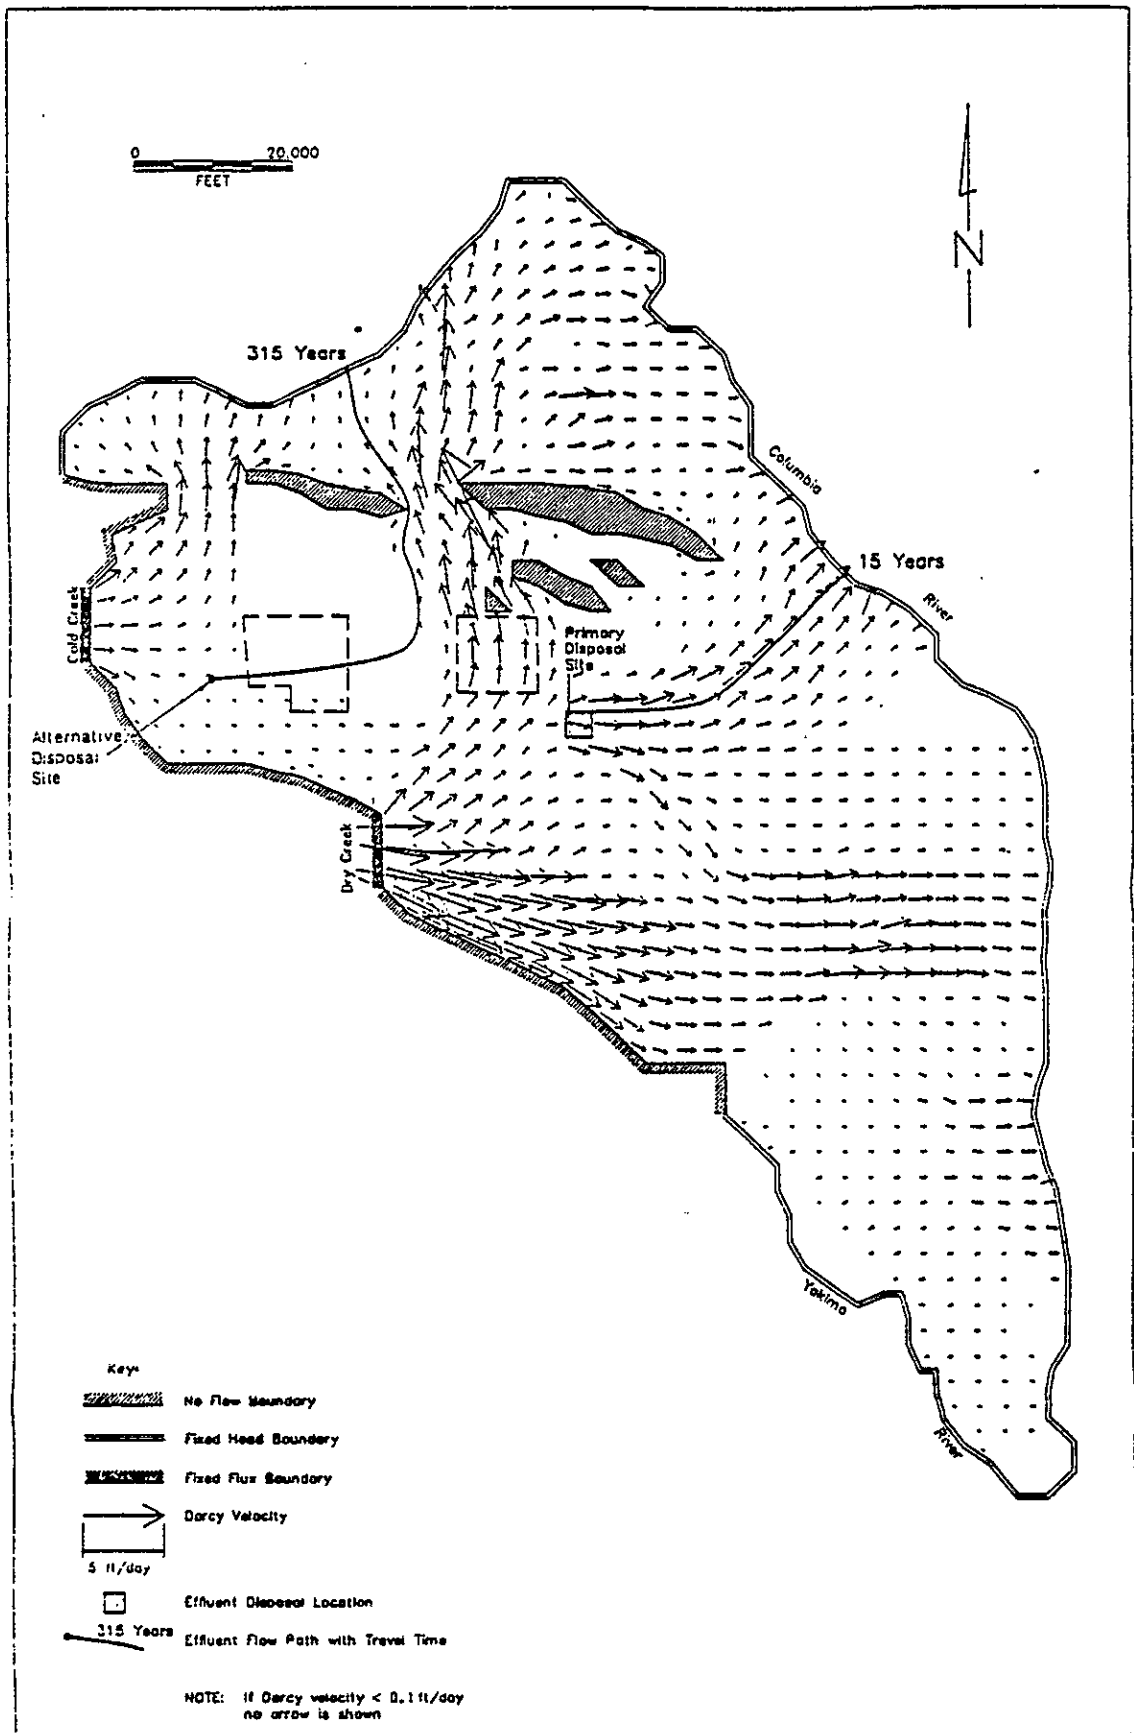 0 20,000
FEET
N
315 Years
Columbia
15 Years
River
Cold Creek
Primary
Disposal
Site
Alternative
Disposal
Site
Dry Creek
Yakima
River
Key:
No Flow Boundary
Fixed Head Boundary
Fixed Flux Boundary
Darcy Velocity
5 ft/day
Effluent Disposal Location
315 Years
Effluent Flow Path with Travel Time
NOTE: If Darcy velocity < 0.1 ft/day
no arrow is shown